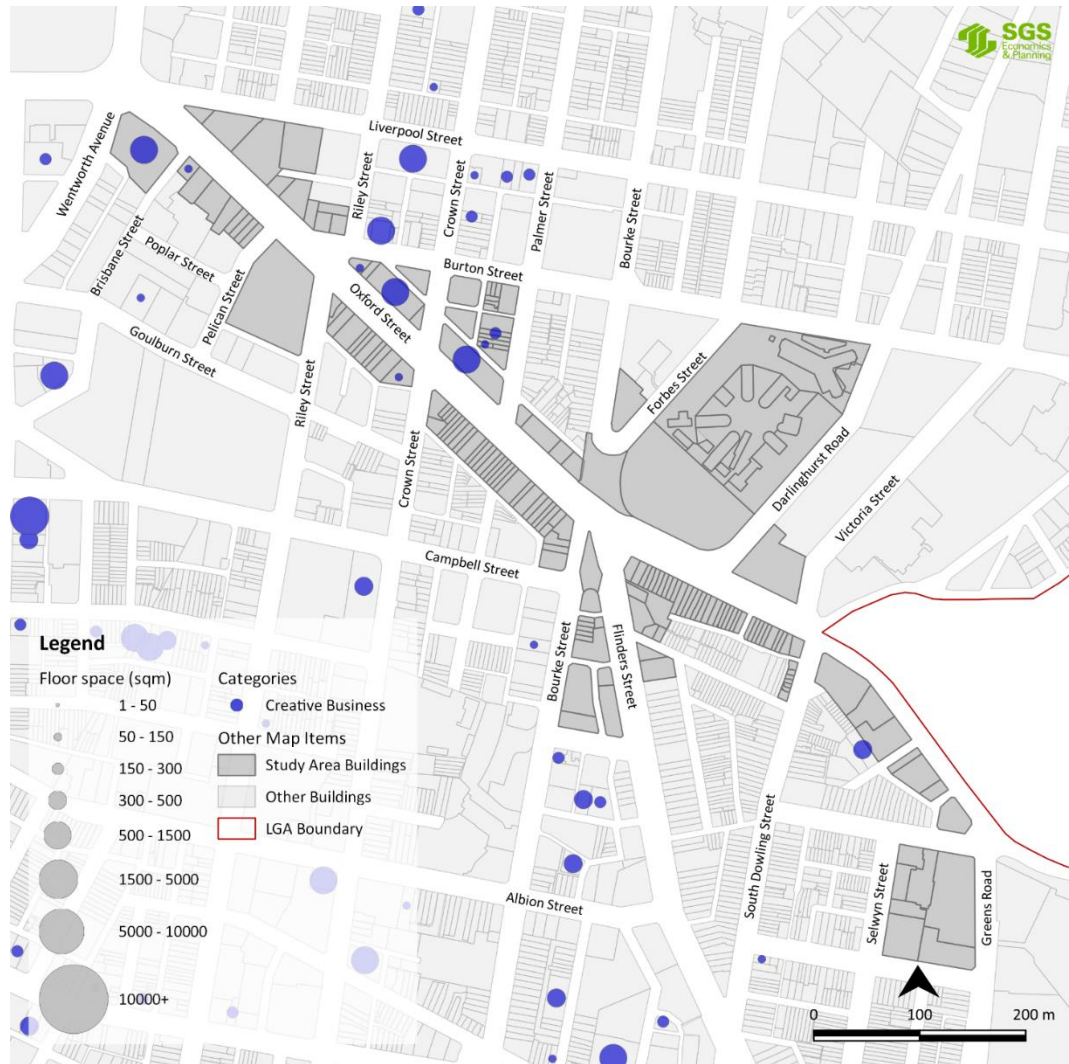 SGS
Economics
& Planning
Liverpool Street
Wentworth Avenue
Riley Street
Crown Street
Palmer Street
Bourke Street
Brisbane Street
Poplar Street
Pelican Street
Burton Street
Oxford Street
Goulburn Street
Riley Street
Forbes Street
Crown Street
Darlinghurst Road
Victoria Street
Campbell Street
Bourke Street
Flinders Street
South Dowling Street
Selwyn Street
Greens Road
Albion Street
Legend
Floor space (sqm)
1 - 50
50 - 150
150 - 300
300 - 500
500 - 1500
1500 - 5000
5000 - 10000
10000+
Categories
Creative Business
Other Map Items
Study Area Buildings
Other Buildings
LGA Boundary
0 100 200 m